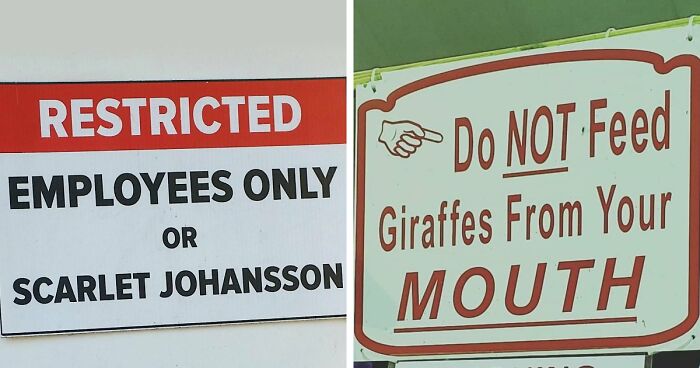 RESTRICTED
EMPLOYEES ONLY
OR
SCARLET JOHANSSON
Do NOT Feed
Giraffes From Your
MOUTH